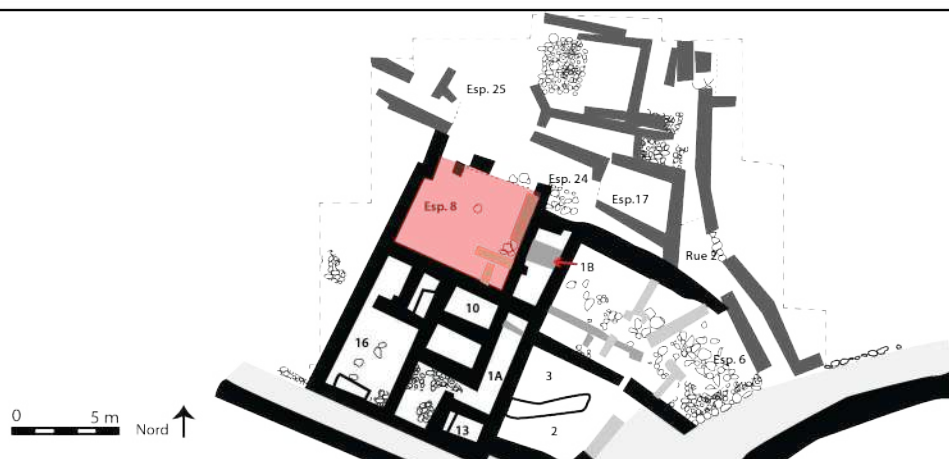 Esp. 25
Esp. 24
Esp.17
Esp. 8
Rue 2
1B
10
16
Esp. 6
1A
3
13
2
0 5 m
Nord